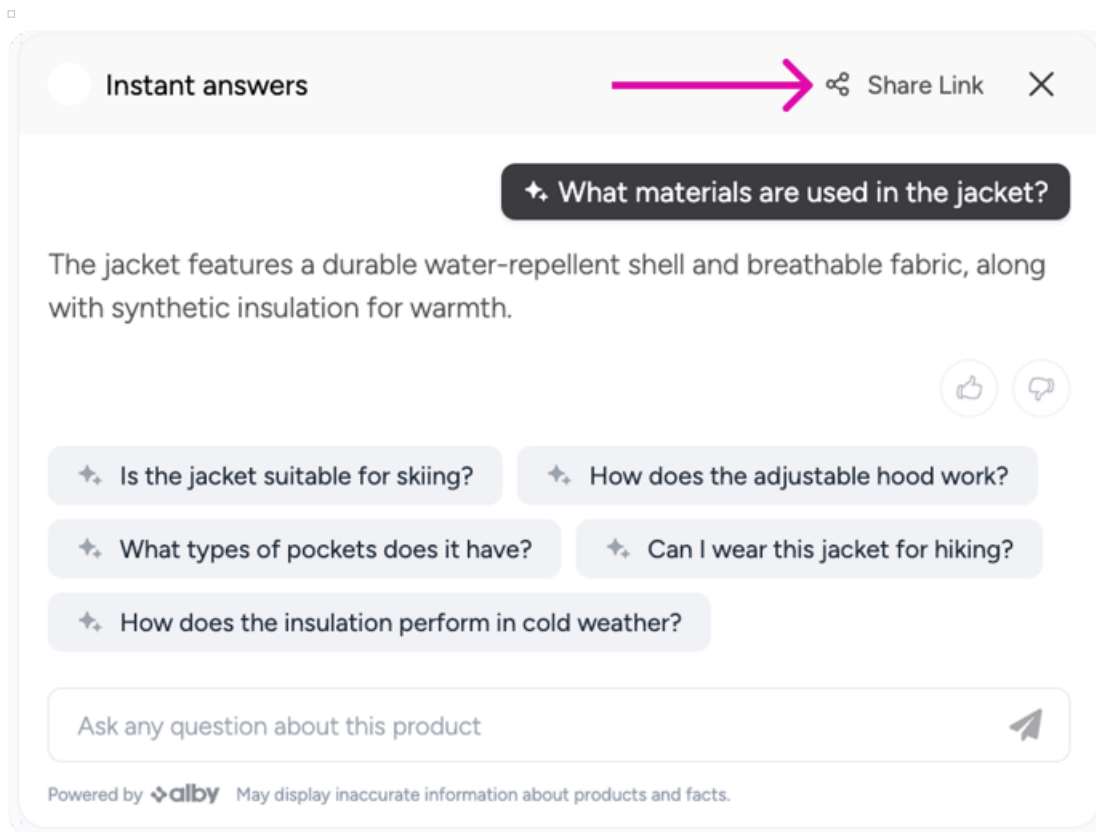 Instant answers
Share Link
What materials are used in the jacket?
The jacket features a durable water-repellent shell and breathable fabric, along
with synthetic insulation for warmth.
Is the jacket suitable for skiing?
How does the adjustable hood work?
What types of pockets does it have?
Can I wear this jacket for hiking?
How does the insulation perform in cold weather?
Ask any question about this product
Powered by alby May display inaccurate information about products and facts.